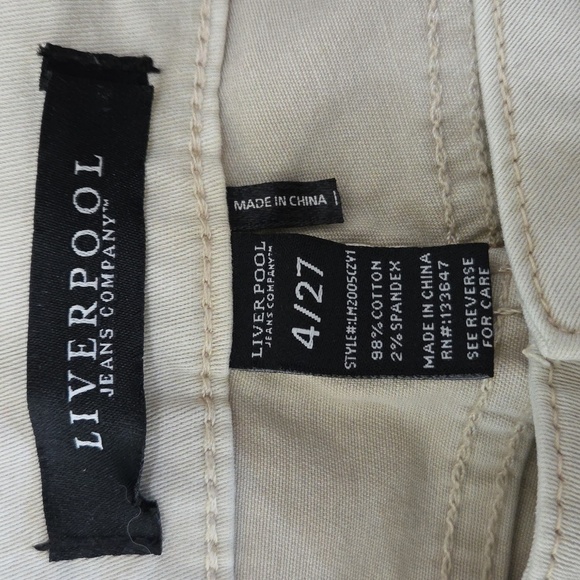 LIVERPOOL
JEANS COMPANY™
MADE IN CHINA
LIVERPOOL
JEANS COMPANY™
4/27
STYLE#:LM2005CZY1
98% COTTON
2% SPANDEX
MADE IN CHINA
RN#:133647
SEE REVERSE
FOR CARE